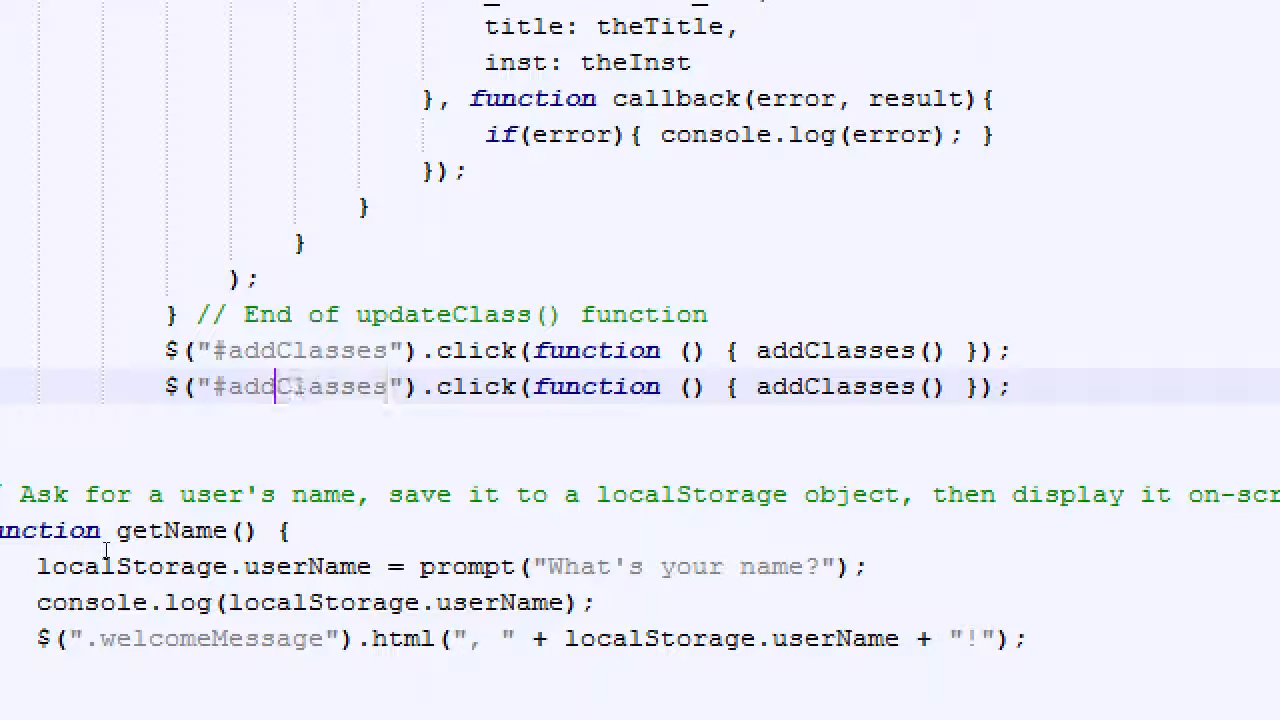 title: theTitle,
inst: theInst
}, function callback(error, result){
if(error){ console.log(error); }
});
}
}
);
} // End of updateClass() function
$("#addClasses").click(function () { addClasses() });
$("#addClasses").click(function () { addClasses() });
Ask for a user's name, save it to a localStorage object, then display it on-scr
unction getName() {
localStorage.userName = prompt("What's your name?");
console.log(localStorage.userName);
$(".welcomeMessage").html(", " + localStorage.userName + "!");